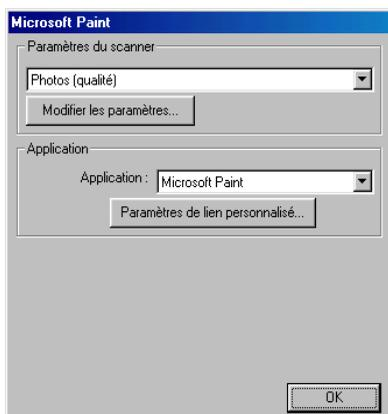 Microsoft Paint
Paramètres du scanner
Photos (qualité)
Modifier les paramètres...
Application
Application : Microsoft Paint
Paramètres de lien personnalisé...
OK